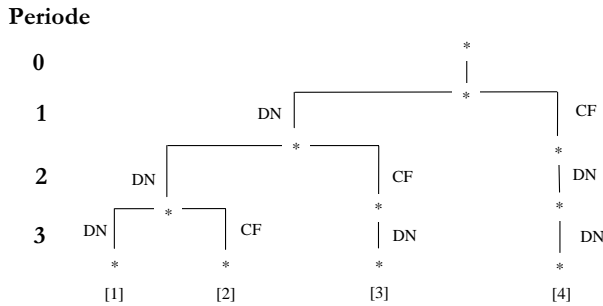 Periode
*
0
*
1 DN CF
* *
2 DN CF DN
* * *
3 DN CF DN DN
* * * *
[1] [2] [3] [4]